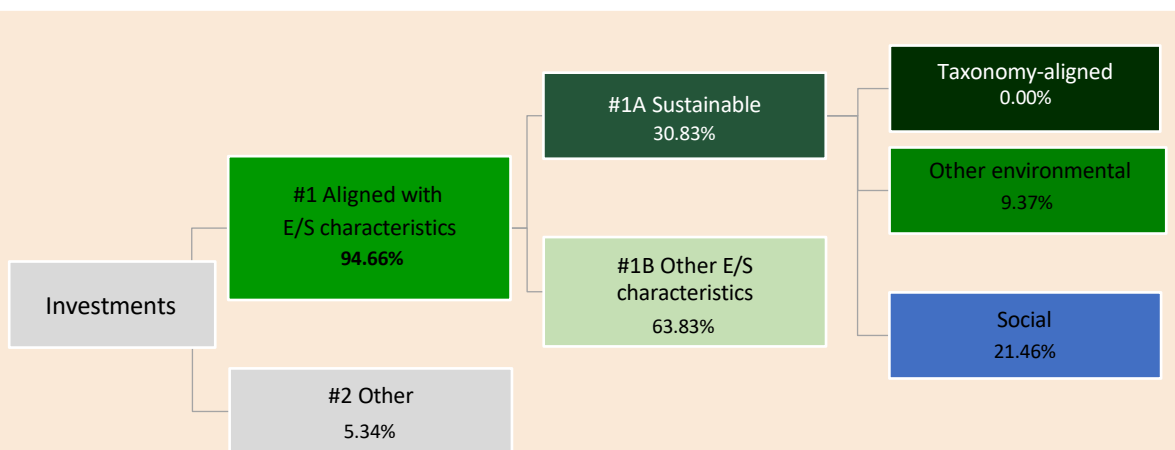 Investments
#1 Aligned with
E/S characteristics
94.66%
#2 Other
5.34%
#1A Sustainable
30.83%
#1B Other E/S
characteristics
63.83%
Taxonomy-aligned
0.00%
Other environmental
9.37%
Social
21.46%